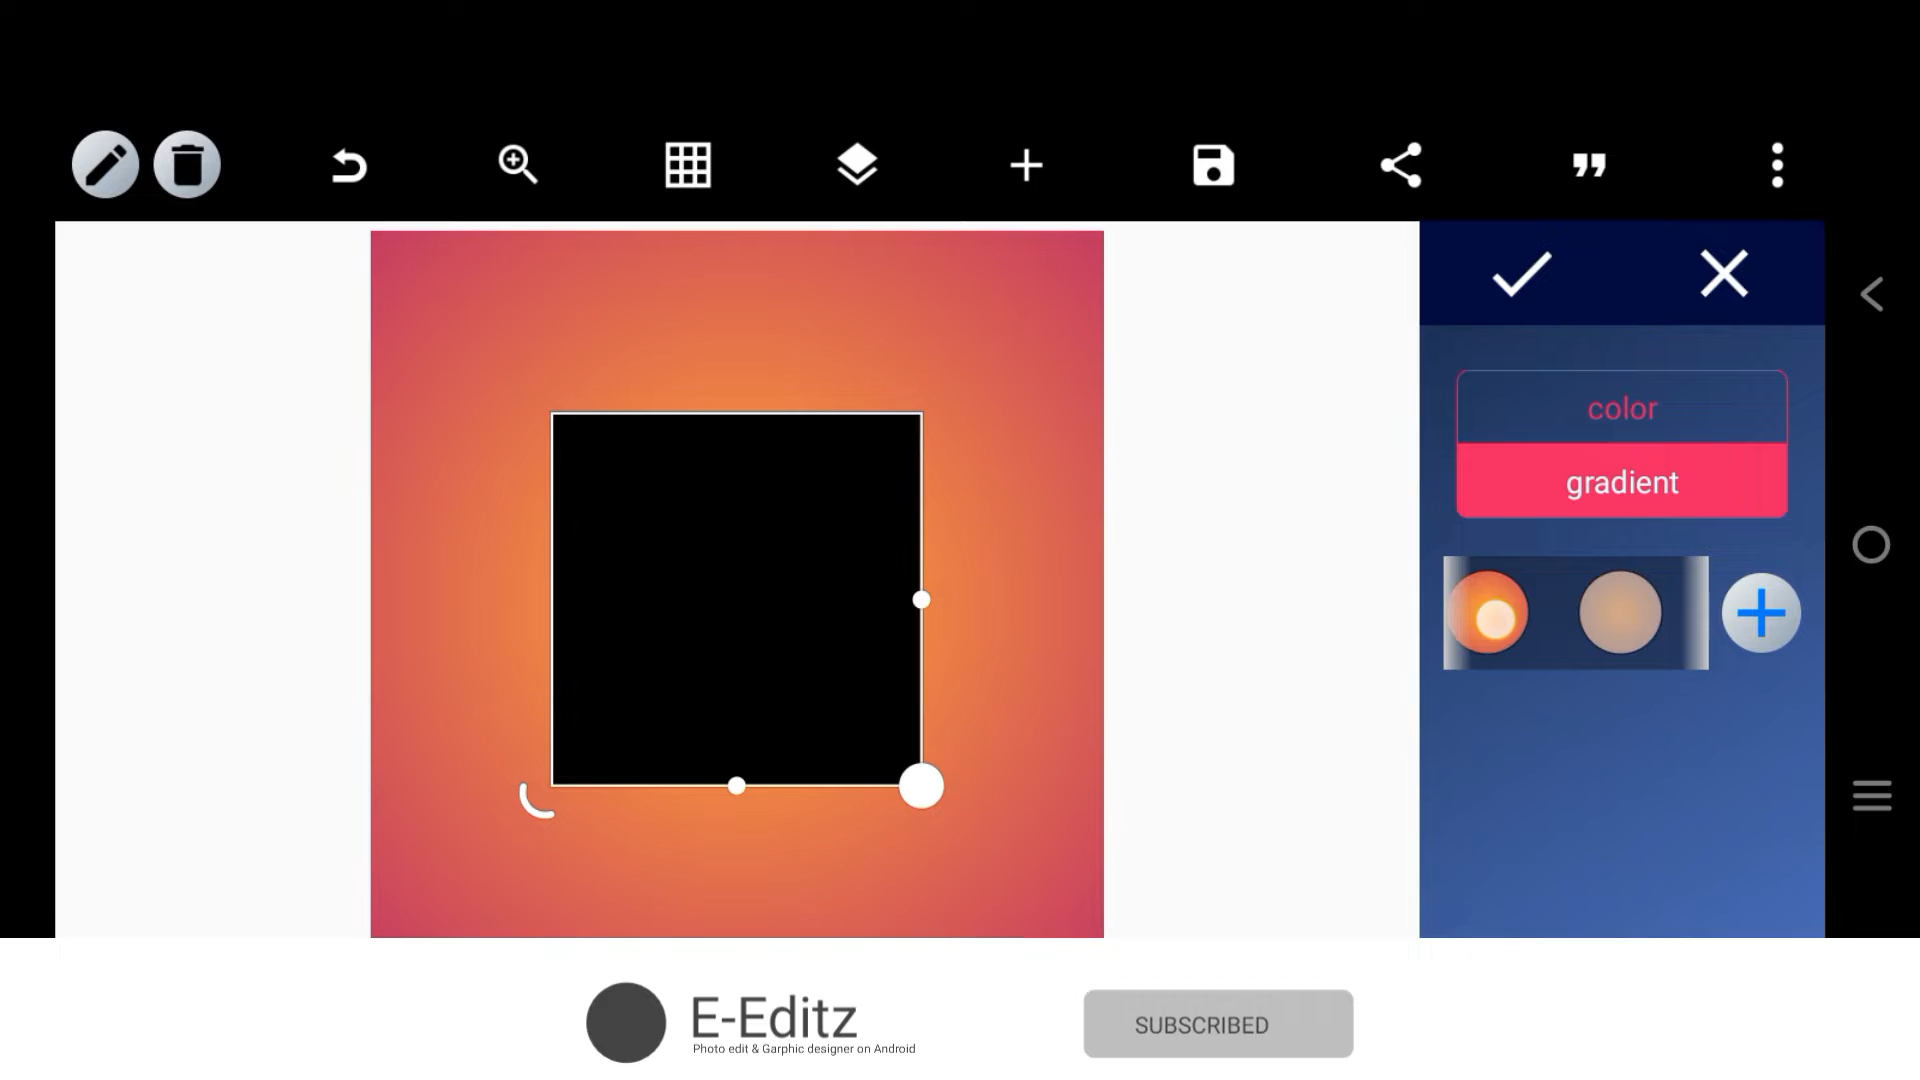 color
gradient
E-Editz
Photo edit & Garphic designer on Android
SUBSCRIBED